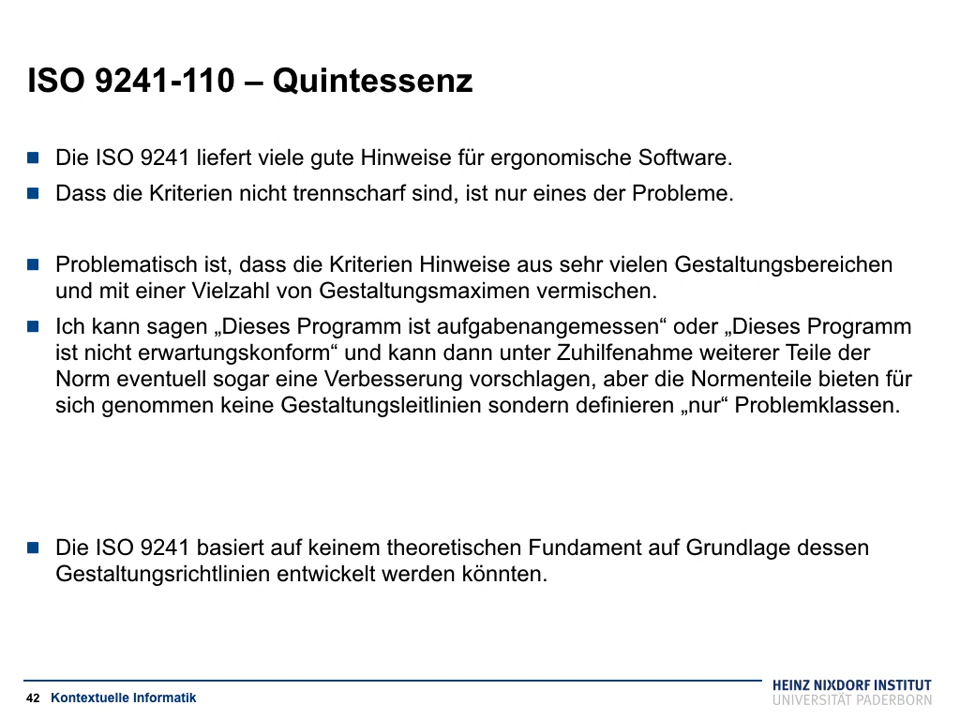 ISO 9241-110 – Quintessenz
Die ISO 9241 liefert viele gute Hinweise für ergonomische Software.
Dass die Kriterien nicht trennscharf sind, ist nur eines der Probleme.
Problematisch ist, dass die Kriterien Hinweise aus sehr vielen Gestaltungsbereichen
und mit einer Vielzahl von Gestaltungsmaximen vermischen.
Ich kann sagen „Dieses Programm ist aufgabenangemessen“ oder „Dieses Programm
ist nicht erwartungskonform“ und kann dann unter Zuhilfenahme weiterer Teile der
Norm eventuell sogar eine Verbesserung vorschlagen, aber die Normenteile bieten für
sich genommen keine Gestaltungsleitlinien sondern definieren „nur“ Problemklassen.
Die ISO 9241 basiert auf keinem theoretischen Fundament auf Grundlage dessen
Gestaltungsrichtlinien entwickelt werden könnten.
42 Kontextuelle Informatik
HEINZ NIXDORF INSTITUT
UNIVERSITÄT PADERBORN